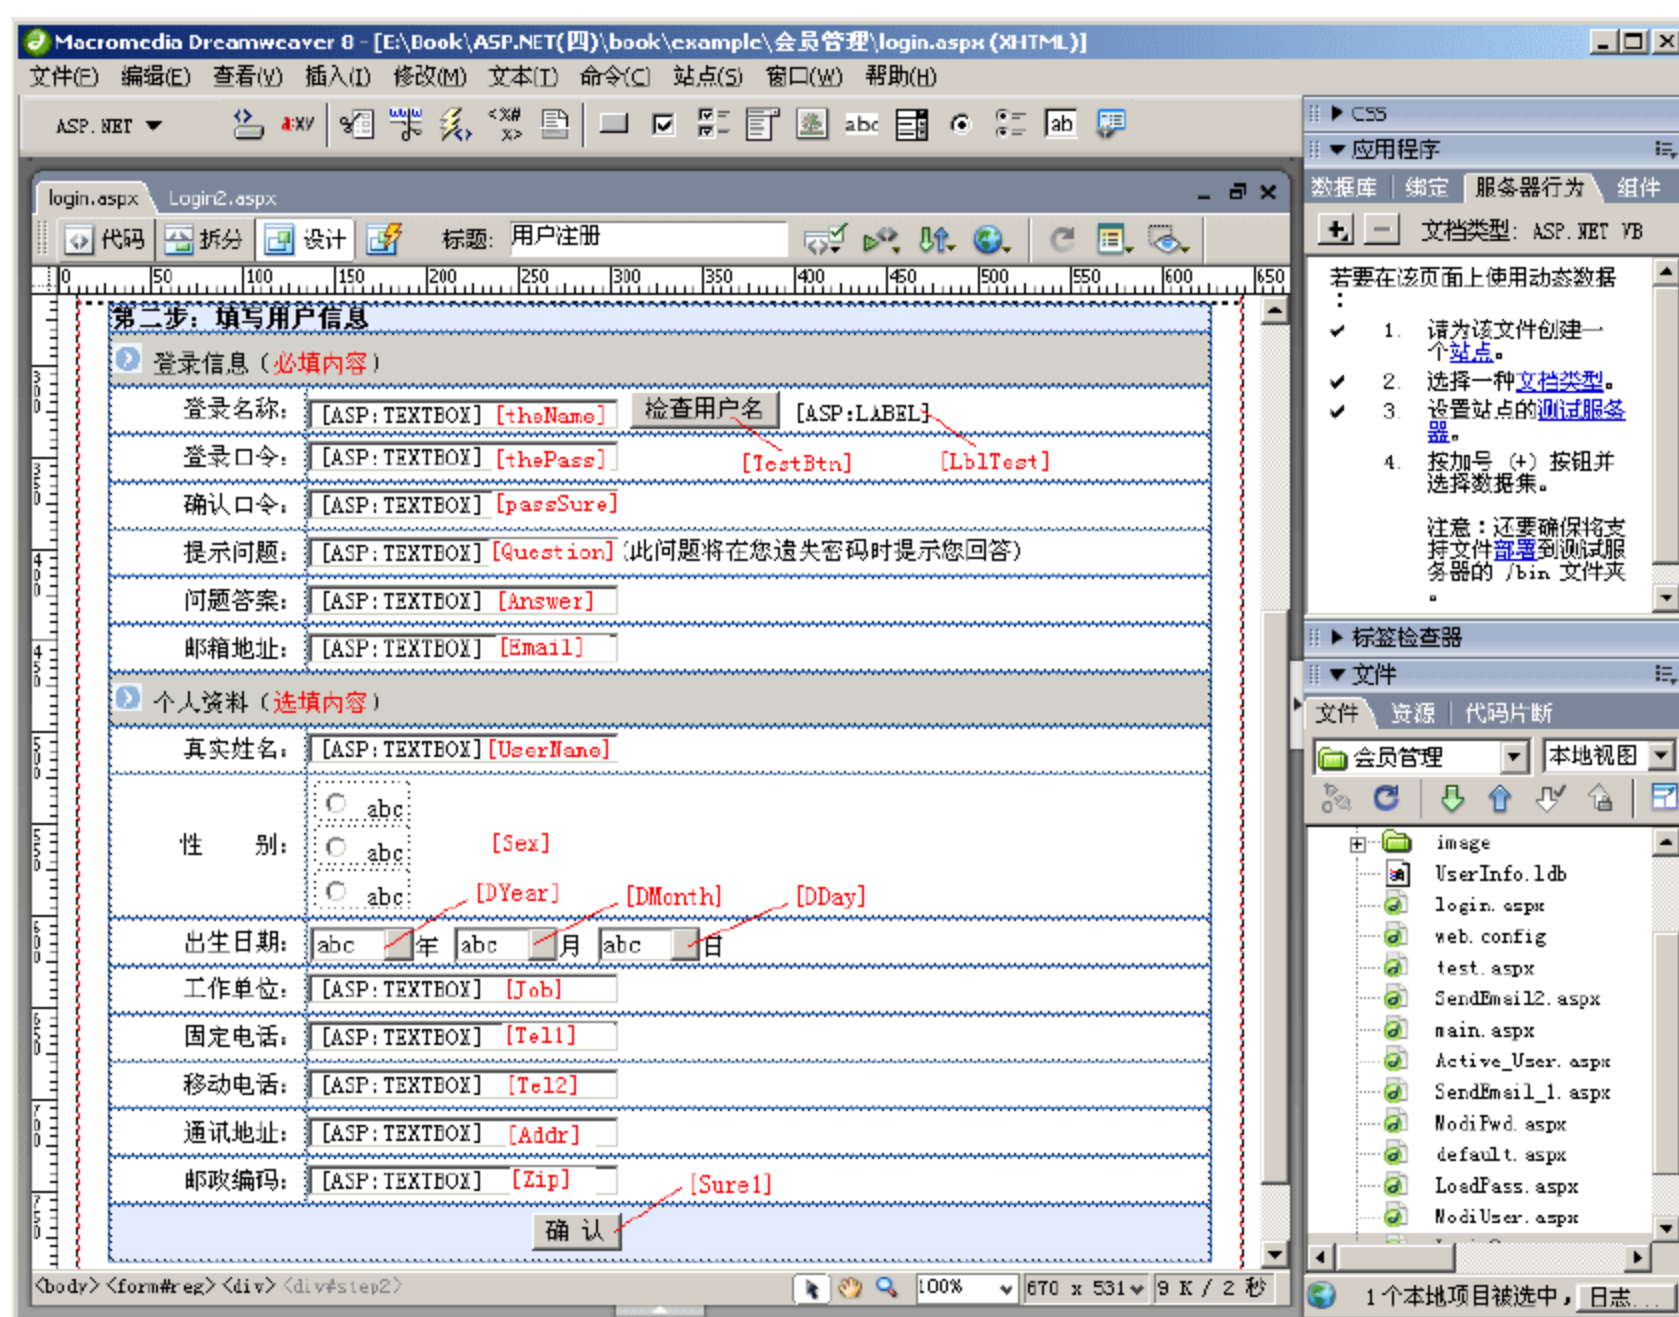 Macromedia Dreamweaver 8 - [E:\Book\ASP.NET(四)\book\example\会员管理\login.aspx (XHTML)]
文件(F) 编辑(E) 查看(V) 插入(I) 修改(M) 文本(T) 命令(C) 站点(S) 窗口(W) 帮助(H)
ASP.NET
login.aspx Login2.aspx
代码 拆分 设计 标题: 用户注册
0 50 100 150 200 250 300 350 400 450 500 550 600 650
第二步：填写用户信息
登录信息（必填内容）
登录名称： [ASP:TEXTBOX] [theName] 检查用户名 [ASP:LABEL]
登录口令： [ASP:TEXTBOX] [thePass] [TestBtn] [LblTest]
确认口令： [ASP:TEXTBOX] [passSure]
提示问题： [ASP:TEXTBOX] [Question] (此问题将在您遗失密码时提示您回答)
问题答案： [ASP:TEXTBOX] [Answer]
邮箱地址： [ASP:TEXTBOX] [Email]
个人资料（选填内容）
真实姓名： [ASP:TEXTBOX] [UserName]
abc
性 别： abc [Sex]
abc [DYear] [DMonth] [DDay]
出生日期： abc 年 abc 月 abc 日
工作单位： [ASP:TEXTBOX] [Job]
固定电话： [ASP:TEXTBOX] [Tel1]
移动电话： [ASP:TEXTBOX] [Tel2]
通讯地址： [ASP:TEXTBOX] [Addr]
邮政编码： [ASP:TEXTBOX] [Zip] [Sure1]
确 认
<body> <form#reg> <div> <div#step2> 100% 670 x 531 9 K / 2 秒
CSS
应用程序
数据库 绑定 服务器行为 组件
文档类型: ASP.NET VB
若要在该页面上使用动态数据
：
1. 请为该文件创建一
个站点。
2. 选择一种文档类型。
3. 设置站点的测试服务
器。
4. 按加号 (+) 按钮并
选择数据集。
注意：还要确保将支
持文件部署到测试服
务器的 /bin 文件夹
。
标签检查器
文件
文件 资源 代码片断
会员管理 本地视图
image
UserInfo.ldb
login.aspx
web.config
test.aspx
SendEmail2.aspx
main.aspx
Active_User.aspx
SendEmail_1.aspx
ModiPwd.aspx
default.aspx
LoadPass.aspx
ModiUser.aspx
1 个本地项目被选中， 日志...